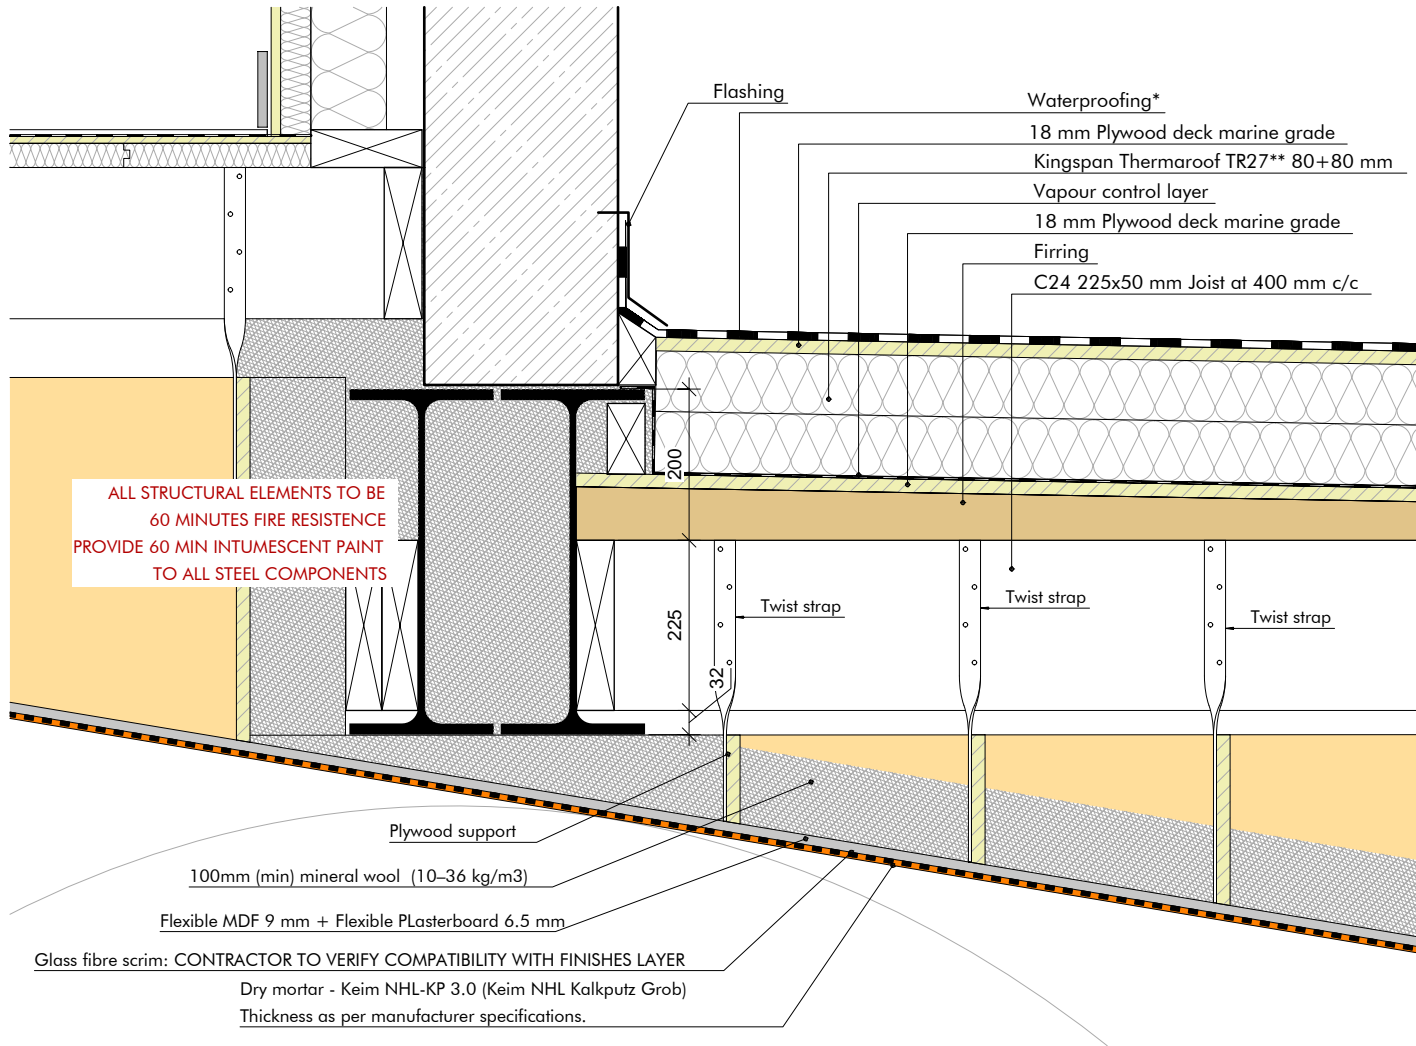 Flashing
Waterproofing*
18 mm Plywood deck marine grade
Kingspan Thermaroof TR27** 80+80 mm
Vapour control layer
18 mm Plywood deck marine grade
Firring
C24 225x50 mm Joist at 400 mm c/c
200
ALL STRUCTURAL ELEMENTS TO BE
60 MINUTES FIRE RESISTENCE
PROVIDE 60 MIN INTUMESCENT PAINT
TO ALL STEEL COMPONENTS
225
Twist strap
Twist strap
Twist strap
32
Plywood support
100mm (min) mineral wool (10–36 kg/m3)
Flexible MDF 9 mm + Flexible PLasterboard 6.5 mm
Glass fibre scrim: CONTRACTOR TO VERIFY COMPATIBILITY WITH FINISHES LAYER
Dry mortar - Keim NHL-KP 3.0 (Keim NHL Kalkputz Grob)
Thickness as per manufacturer specifications.